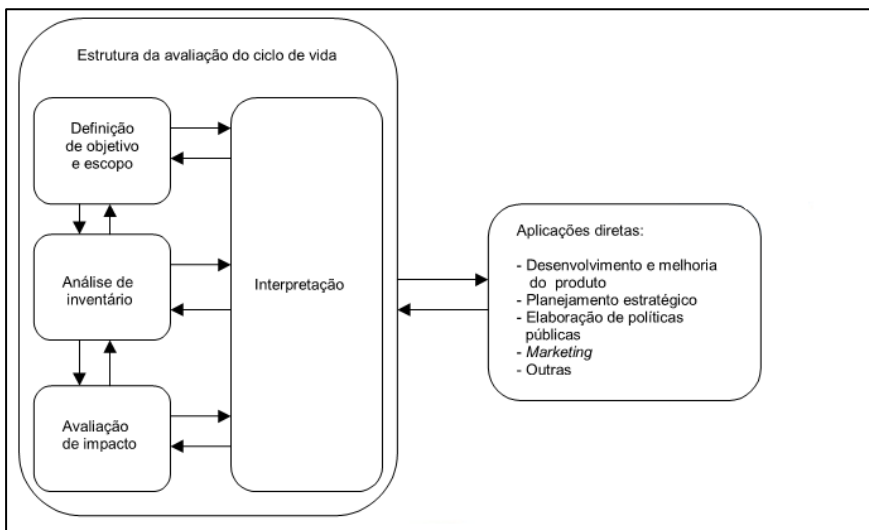 Estrutura da avaliação do ciclo de vida
Definição
de objetivo
e escopo
Análise de
inventário
Avaliação
de impacto
Interpretação
Aplicações diretas:
- Desenvolvimento e melhoria
do produto
- Planejamento estratégico
- Elaboração de políticas
públicas
- Marketing
- Outras